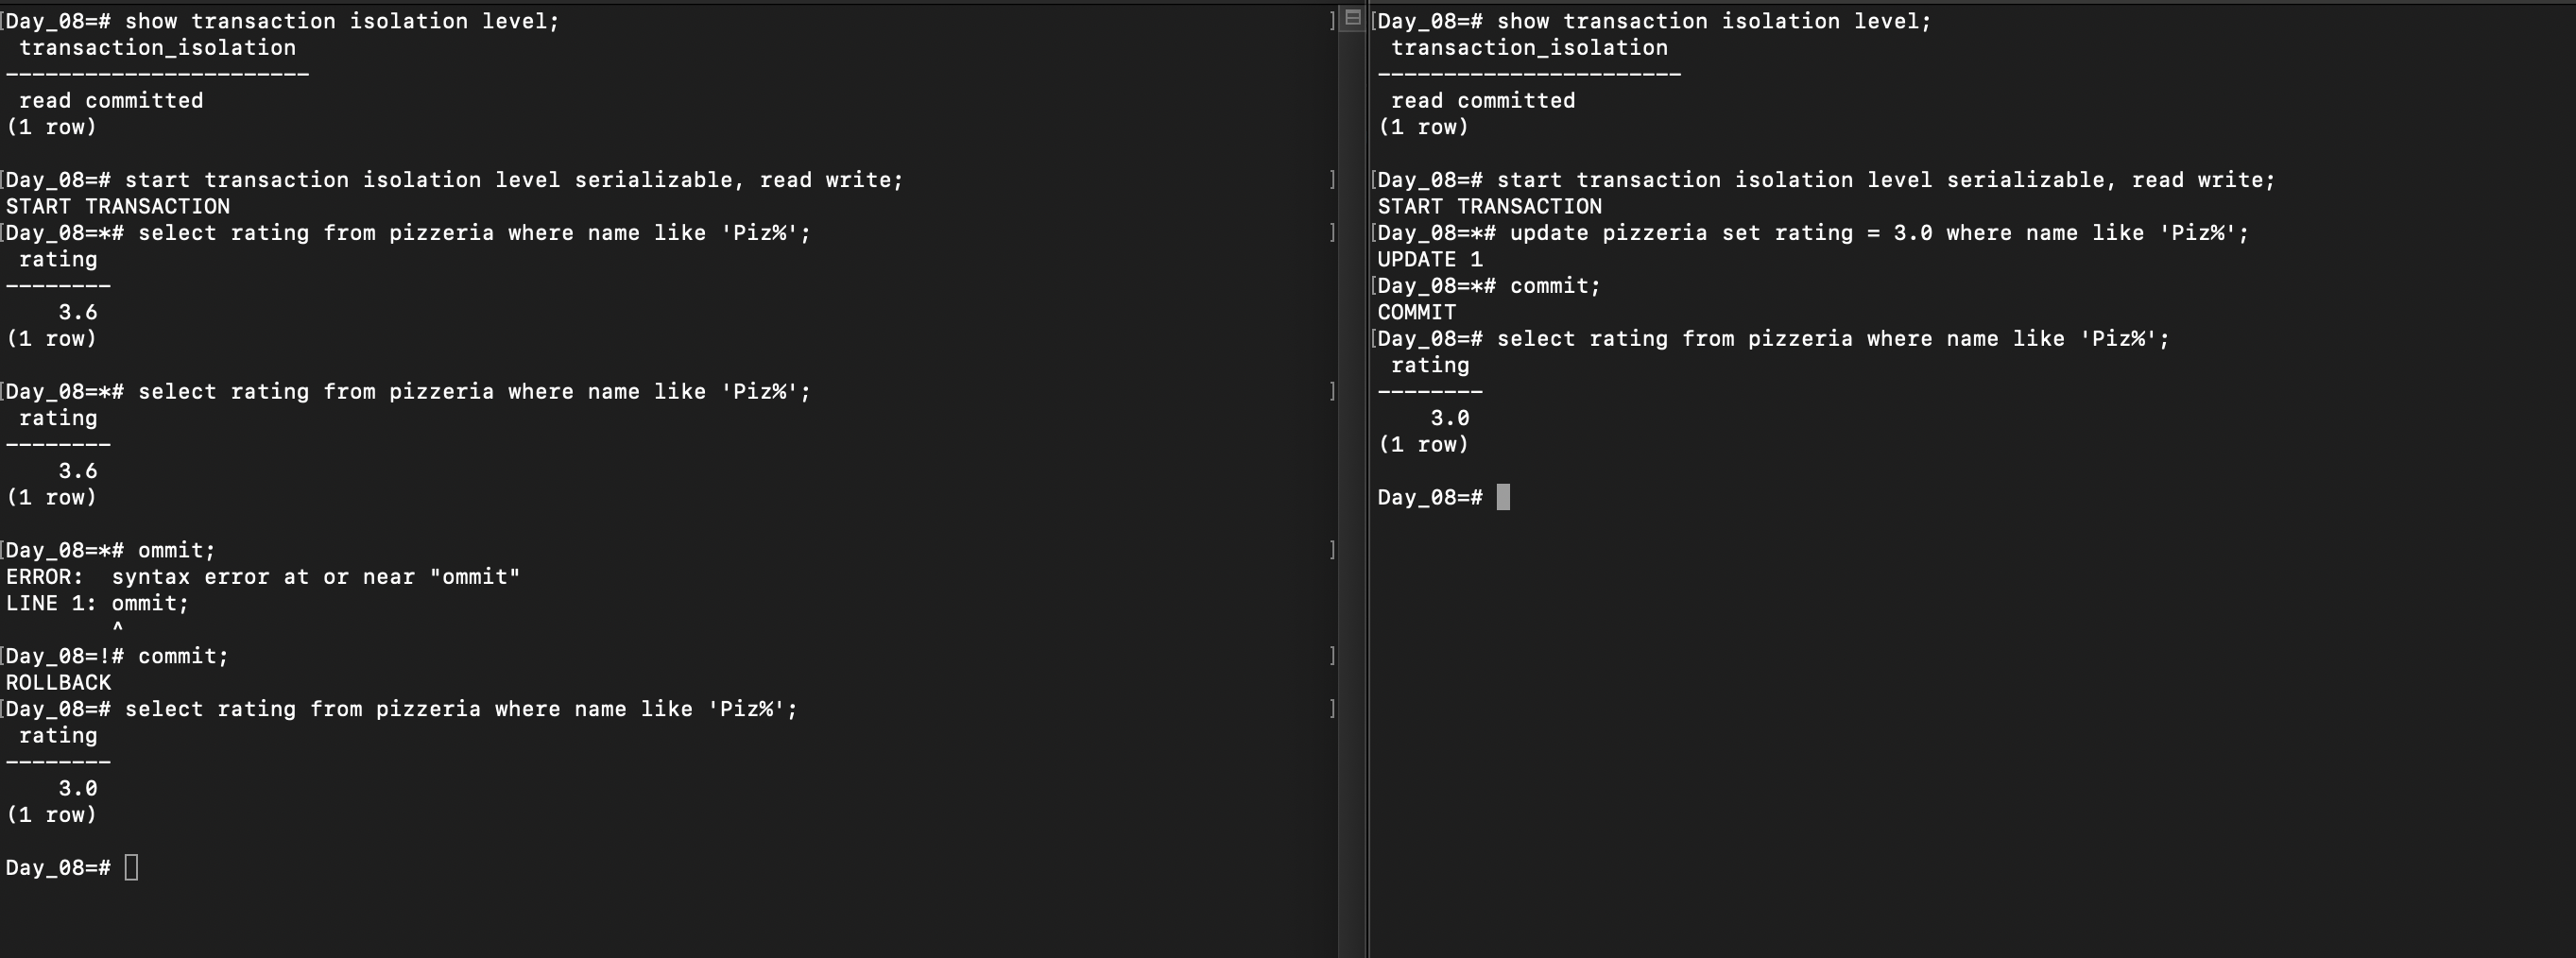 Day_08=# show transaction isolation level;
transaction_isolation
-----------------------
read committed
(1 row)
Day_08=# start transaction isolation level serializable, read write;
START TRANSACTION
Day_08=*# select rating from pizzeria where name like 'Piz%';
rating
--------
3.6
(1 row)
Day_08=*# select rating from pizzeria where name like 'Piz%';
rating
--------
3.6
(1 row)
Day_08=*# ommit;
ERROR:  syntax error at or near "ommit"
LINE 1: ommit;
^
Day_08=!# commit;
ROLLBACK
Day_08=# select rating from pizzeria where name like 'Piz%';
rating
--------
3.0
(1 row)
Day_08=#
Day_08=# show transaction isolation level;
transaction_isolation
-----------------------
read committed
(1 row)
Day_08=# start transaction isolation level serializable, read write;
START TRANSACTION
Day_08=*# update pizzeria set rating = 3.0 where name like 'Piz%';
UPDATE 1
Day_08=*# commit;
COMMIT
Day_08=# select rating from pizzeria where name like 'Piz%';
rating
--------
3.0
(1 row)
Day_08=#